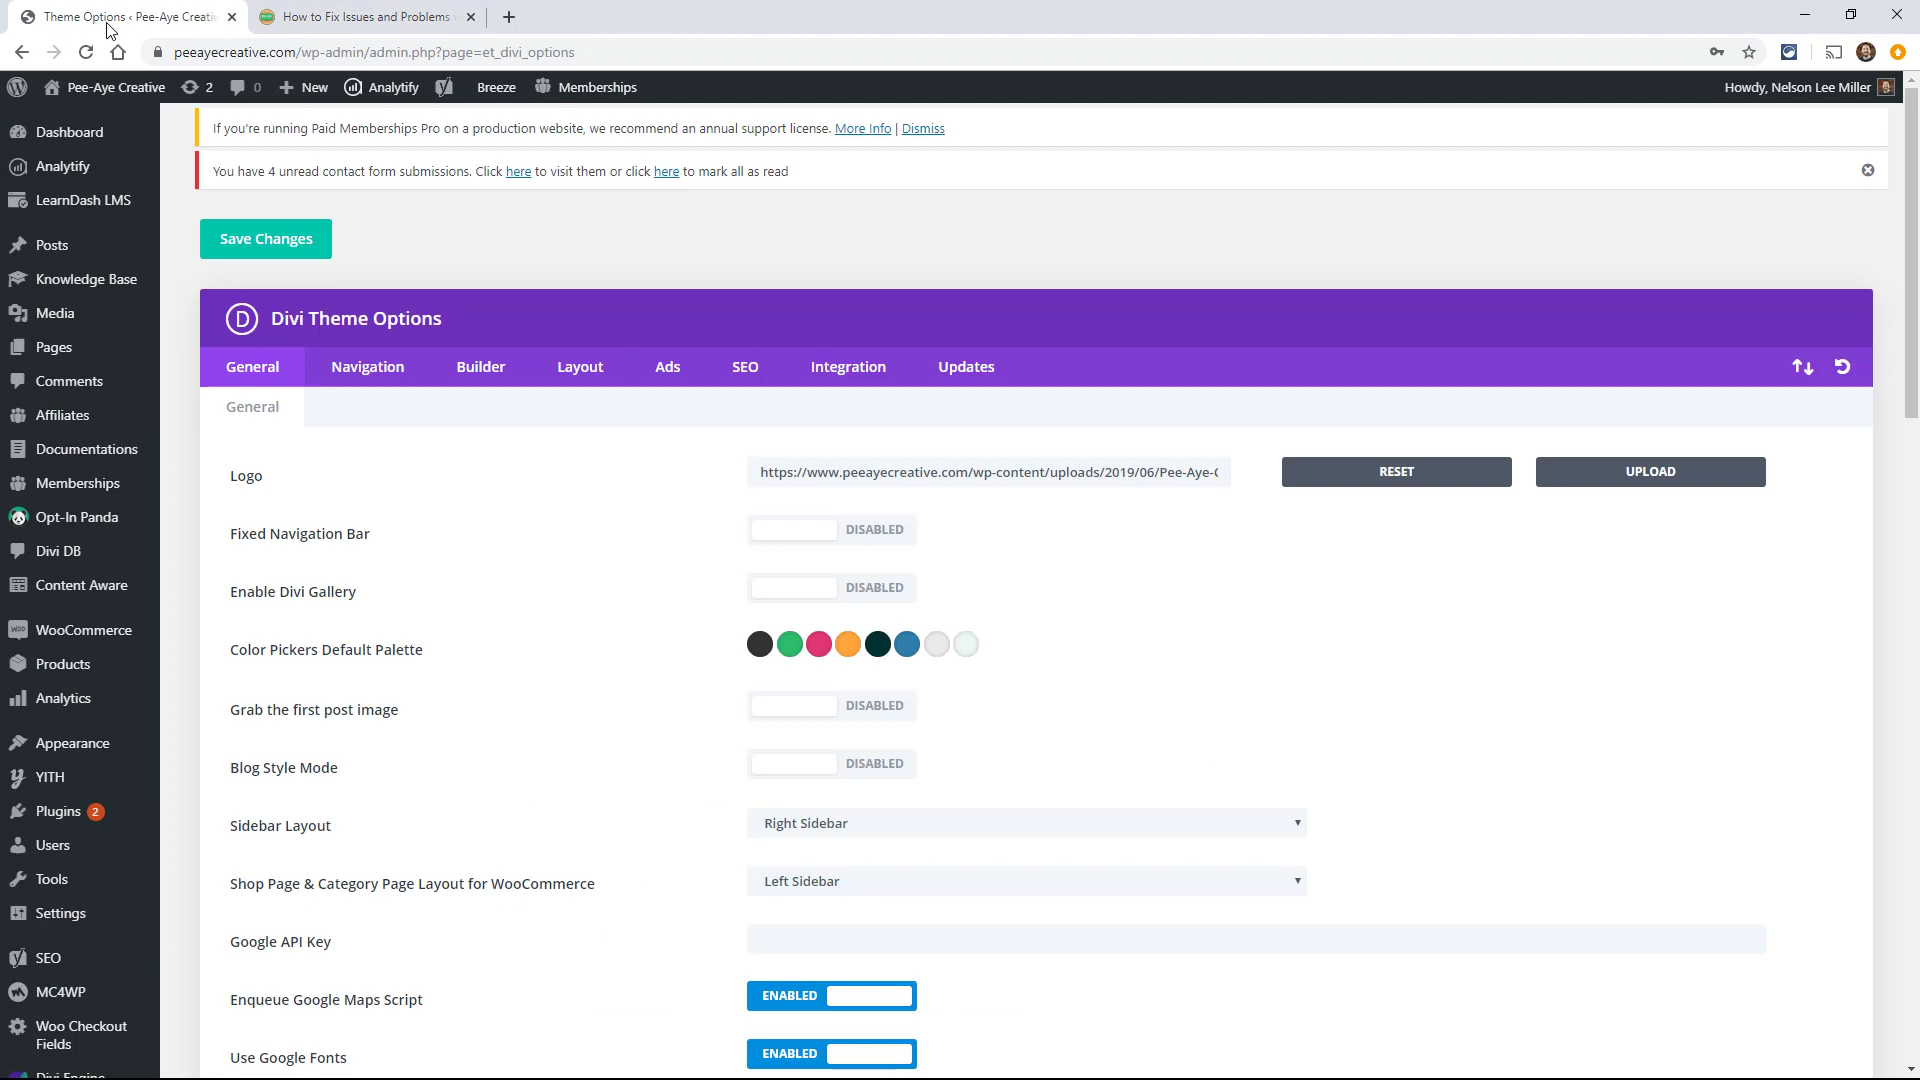 Theme Options ‹ Pee-Aye Creativ
How to Fix Issues and Problems
peeayecreative.com/wp-admin/admin.php?page=et_divi_options
Pee-Aye Creative
2
0
New
Analytify
Breeze
Memberships
Howdy, Nelson Lee Miller
Dashboard
Analytify
LearnDash LMS
Posts
Knowledge Base
Media
Pages
Comments
Affiliates
Documentations
Memberships
Opt-In Panda
Divi DB
Content Aware
WooCommerce
Products
Analytics
Appearance
YITH
Plugins 2
Users
Tools
Settings
SEO
MC4WP
Woo Checkout
Fields
Divi Engine
If you're running Paid Memberships Pro on a production website, we recommend an annual support license. More Info | Dismiss
You have 4 unread contact form submissions. Click here to visit them or click here to mark all as read
Save Changes
D Divi Theme Options
General
Navigation
Builder
Layout
Ads
SEO
Integration
Updates
General
Logo
https://www.peeayecreative.com/wp-content/uploads/2019/06/Pee-Aye-C
RESET
UPLOAD
Fixed Navigation Bar
DISABLED
Enable Divi Gallery
DISABLED
Color Pickers Default Palette
Grab the first post image
DISABLED
Blog Style Mode
DISABLED
Sidebar Layout
Right Sidebar
Shop Page & Category Page Layout for WooCommerce
Left Sidebar
Google API Key
Enqueue Google Maps Script
ENABLED
Use Google Fonts
ENABLED